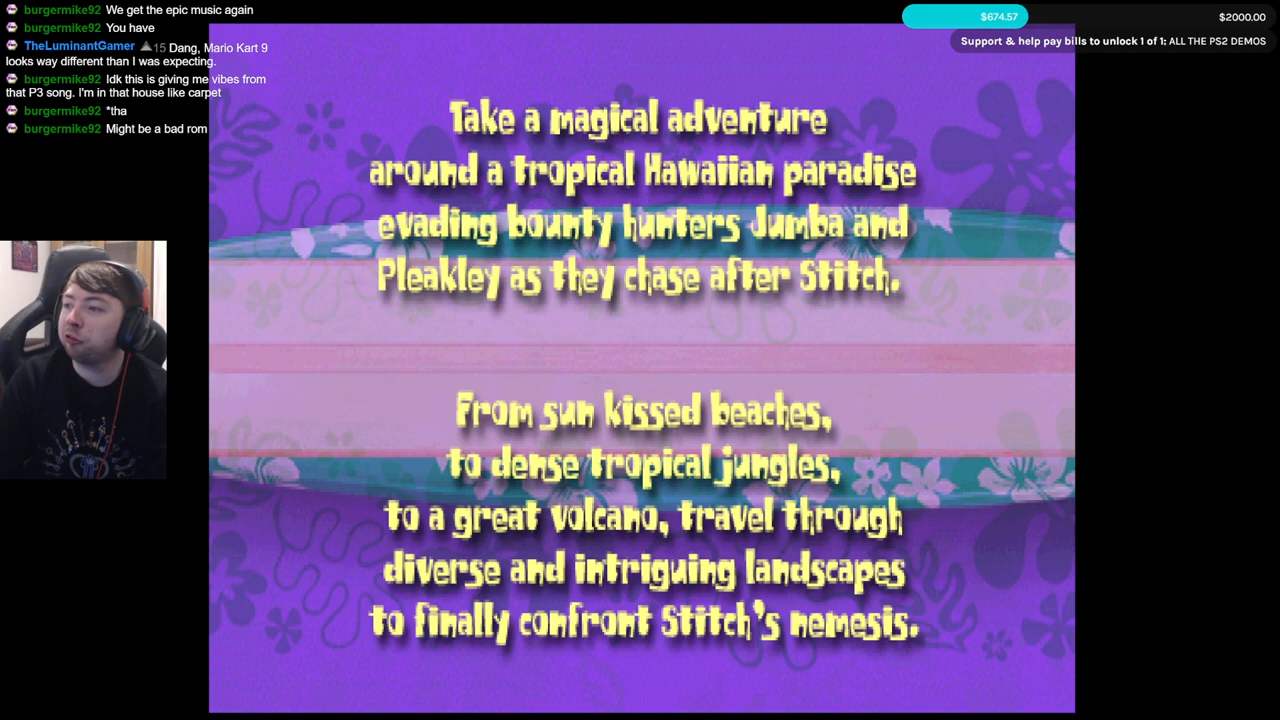 burgermike92 We get the epic music again
burgermike92 You have
TheLuminantGamer 15 Dang, Mario Kart 9
looks way different than I was expecting.
burgermike92 Idk this is giving me vibes from
that P3 song. I'm in that house like carpet
burgermike92 *tha
burgermike92 Might be a bad rom
$674.57
$2000.00
Support & help pay bills to unlock 1 of 1: ALL THE PS2 DEMOS
Take a magical adventure
around a tropical Hawaiian paradise
evading bounty hunters Jumba and
Pleakley as they chase after Stitch.
From sun kissed beaches,
to dense tropical jungles,
to a great volcano, travel through
diverse and intriguing landscapes
to finally confront Stitch's nemesis.